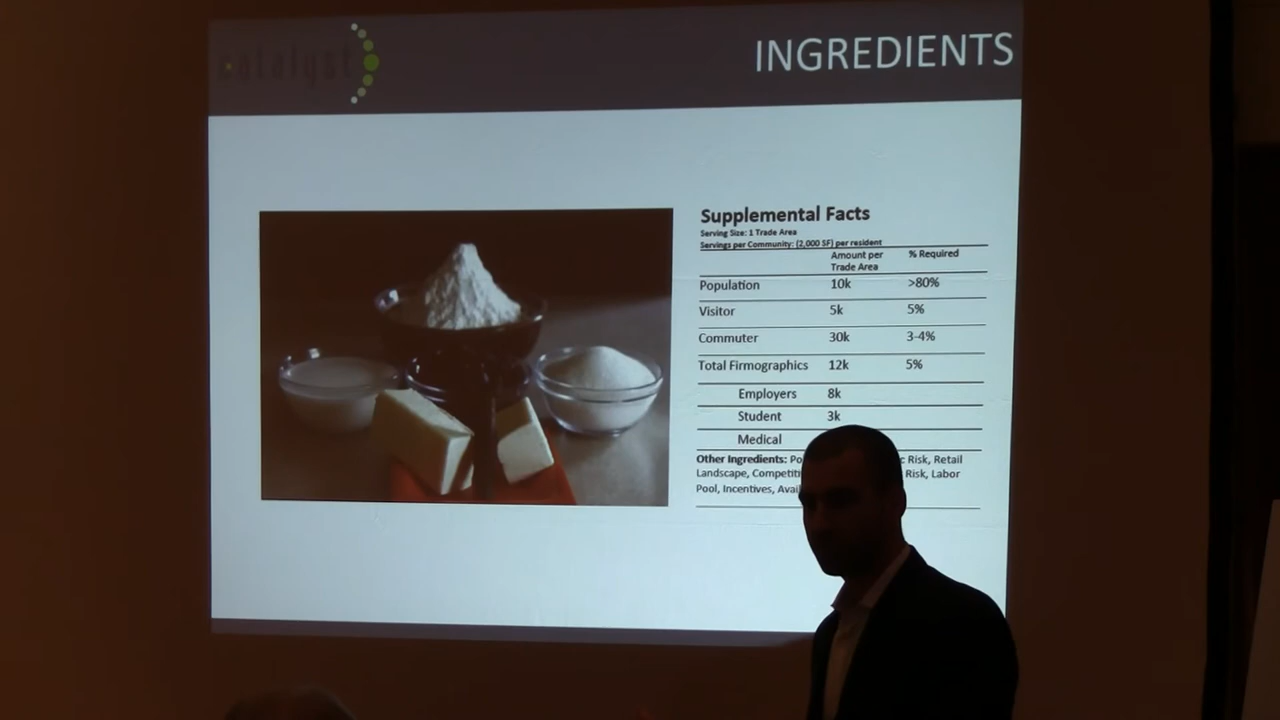 catalyst
INGREDIENTS
Supplemental Facts
Serving Size: 1 Trade Area
Servings per Community: (2,000 SF) per resident
Amount per Trade Area % Required
Population 10k >80%
Visitor 5k 5%
Commuter 30k 3-4%
Total Firmographics 12k 5%
Employers 8k
Student 3k
Medical
Other Ingredients: Risk, Retail
Landscape, Risk, Labor
Pool, Incentives,